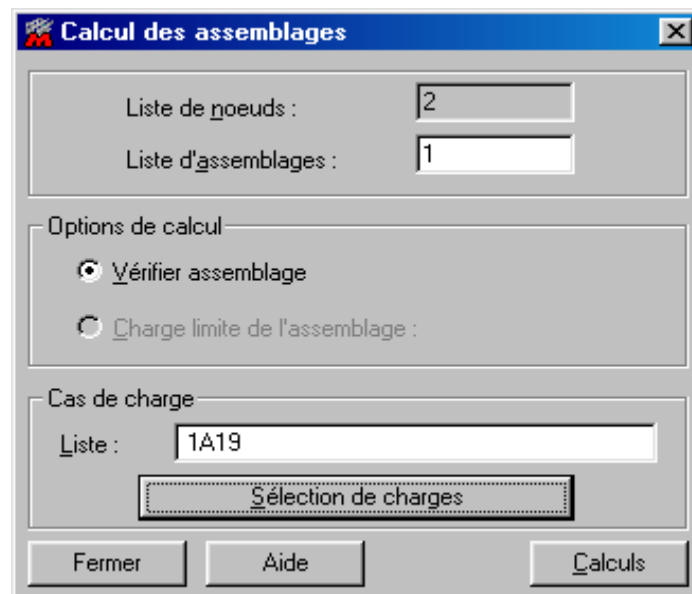 Calcul des assemblages
Liste de noeuds : 2
Liste d'assemblages : 1
Options de calcul
Vérifier assemblage
Charge limite de l'assemblage :
Cas de charge
Liste : 1A19
Sélection de charges
Fermer Aide Calculs